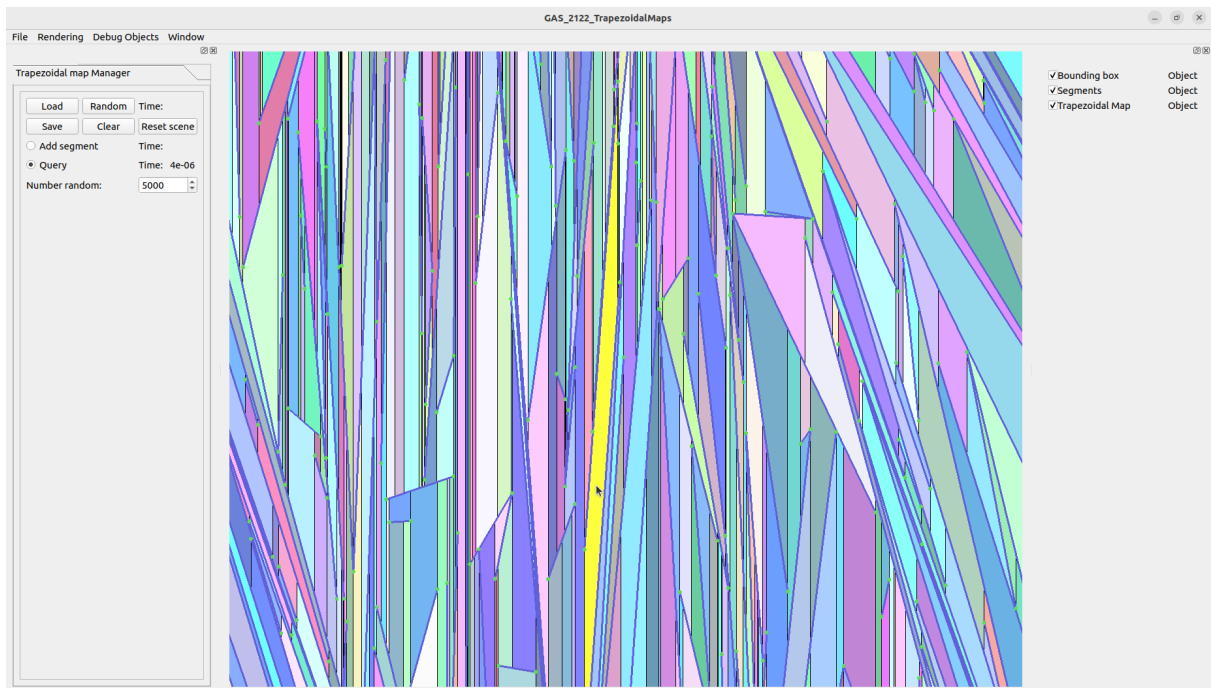 GAS_2122_TrapezoidalMaps
File Rendering Debug Objects Window
Trapezoidal map Manager
Load Random Time:
Save Clear Reset scene
Add segment Time:
Query Time: 4e-06
Number random: 5000
Bounding box Object
Segments Object
Trapezoidal Map Object